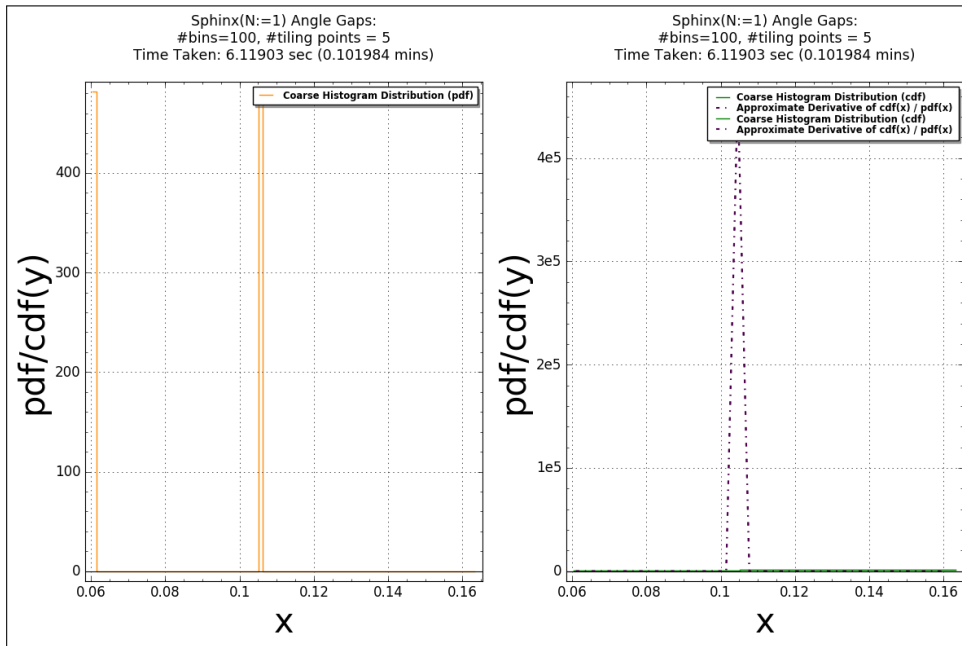 Sphinx(N:=1) Angle Gaps:
#bins=100, #tiling points = 5
Time Taken: 6.11903 sec (0.101984 mins)
Coarse Histogram Distribution (pdf)
pdf/cdf(y)
400
300
200
100
0
0.06
0.08
0.10
0.12
0.14
0.16
x
Sphinx(N:=1) Angle Gaps:
#bins=100, #tiling points = 5
Time Taken: 6.11903 sec (0.101984 mins)
Coarse Histogram Distribution (cdf)
Approximate Derivative of cdf(x) / pdf(x)
Coarse Histogram Distribution (cdf)
Approximate Derivative of cdf(x) / pdf(x)
pdf/cdf(y)
4e5
3e5
2e5
1e5
0
0.06
0.08
0.1
0.12
0.14
0.16
x